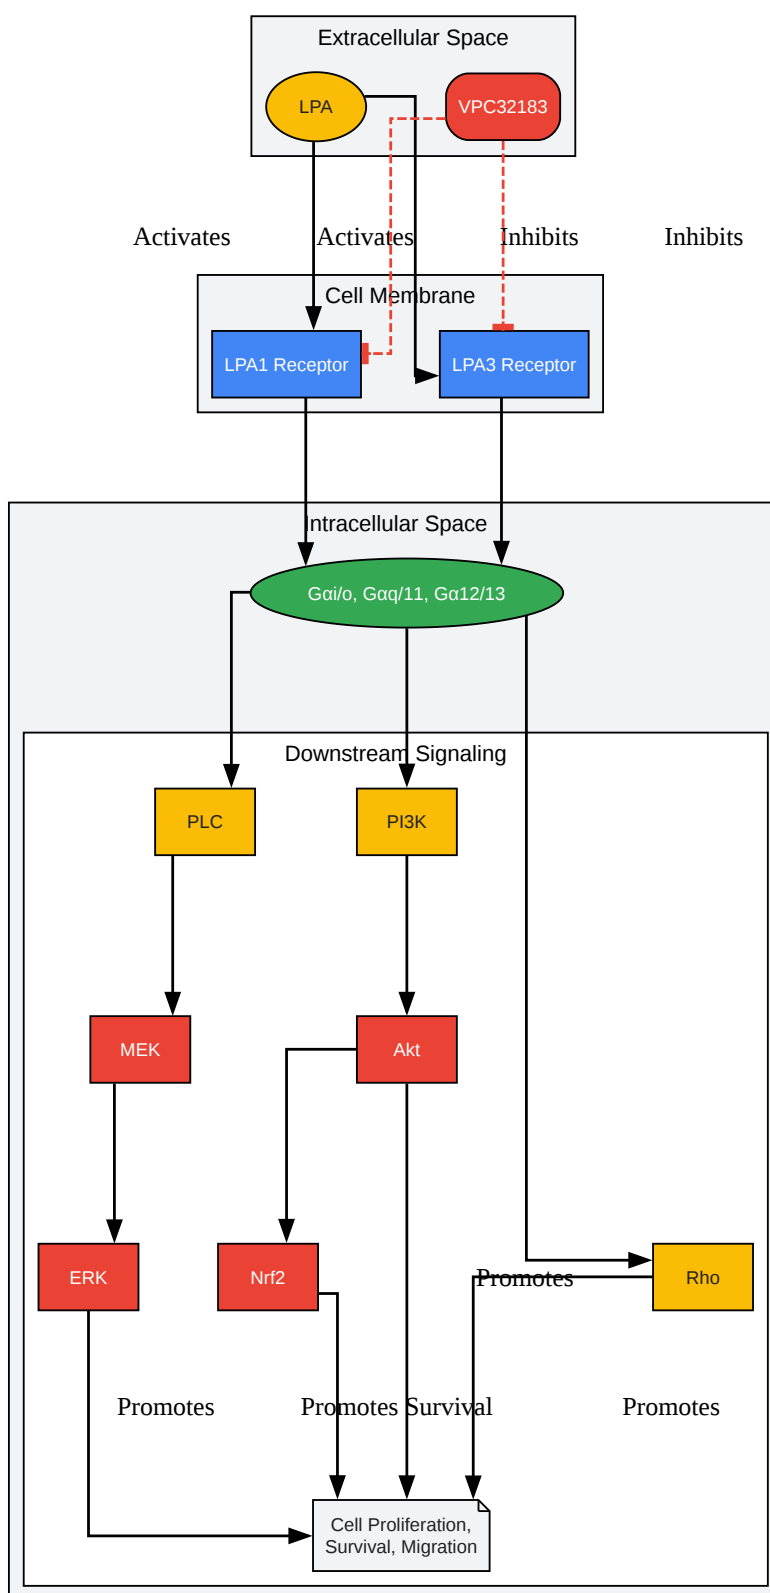 Extracellular Space
LPA
VPC32183
Activates
Activates
Inhibits
Inhibits
Cell Membrane
LPA1 Receptor
LPA3 Receptor
Intracellular Space
Gαi/o, Gαq/11, Gα12/13
Downstream Signaling
PLC
PI3K
MEK
Akt
ERK
Nrf2
Promotes
Rho
Promotes
Promotes Survival
Promotes
Cell Proliferation,
Survival, Migration